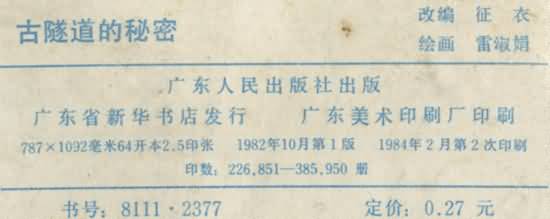 古隧道的秘密
改编 征衣
绘画 雷淑娟
广东人民出版社出版
广东省新华书店发行 广东美术印刷厂印刷
787×1092毫米64开本2.5印张 1982年10月第1版 1984年2月第2次印刷
印数：226,851—385,950 册
书号：8111·2377 定价：0.27 元